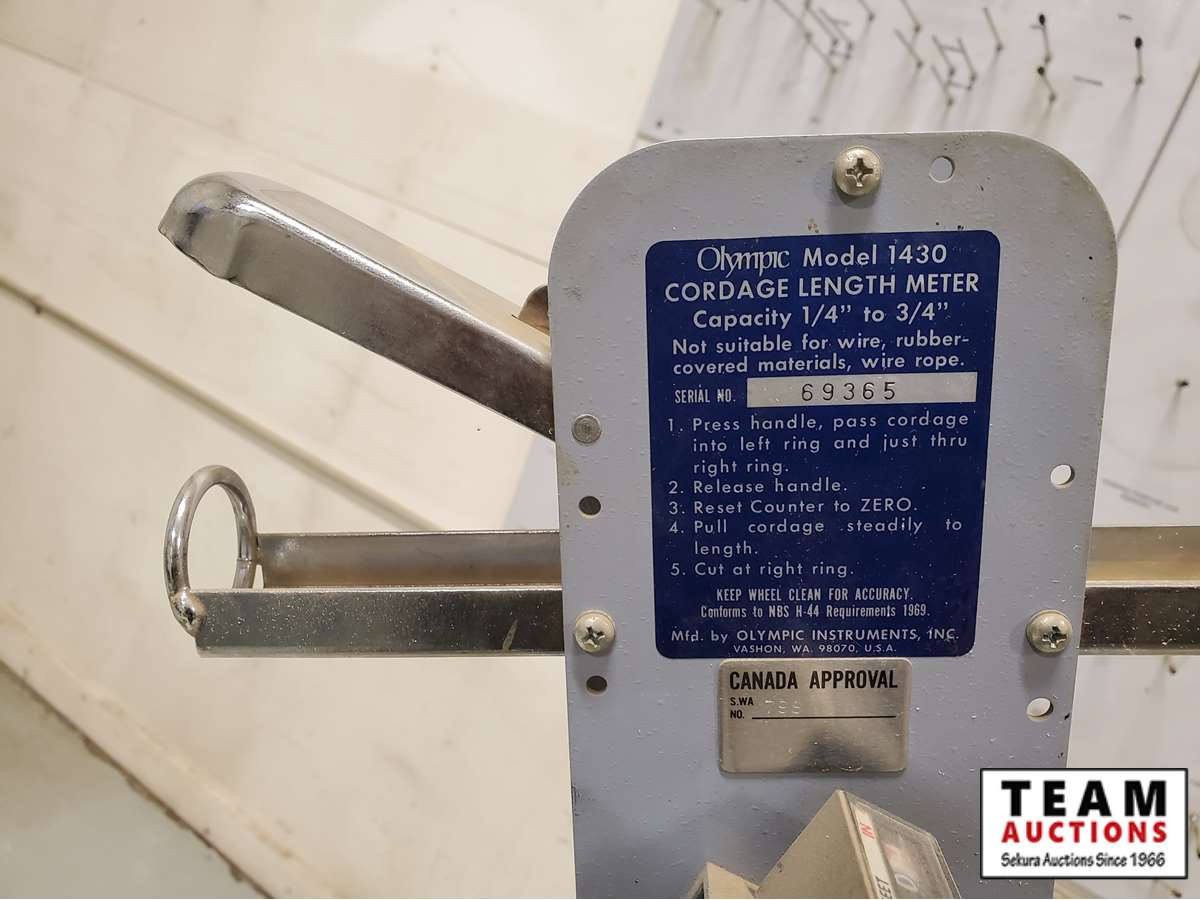 Olympic Model 1430
CORDAGE LENGTH METER
Capacity 1/4" to 3/4"
Not suitable for wire, rubber-
covered materials, wire rope.
SERIAL NO. 69365
1. Press handle, pass cordage
into left ring and just thru
right ring.
2. Release handle.
3. Reset Counter to ZERO.
4. Pull cordage steadily to
length.
5. Cut at right ring.
KEEP WHEEL CLEAN FOR ACCURACY.
Conforms to NBS H-44 Requirements 1969.
Mfd. by OLYMPIC INSTRUMENTS, INC.
VASHON, WA. 98070, U.S.A.
CANADA APPROVAL
S.WA
NO.
IN
TEAM
AUCTIONS
Sekura Auctions Since 1966